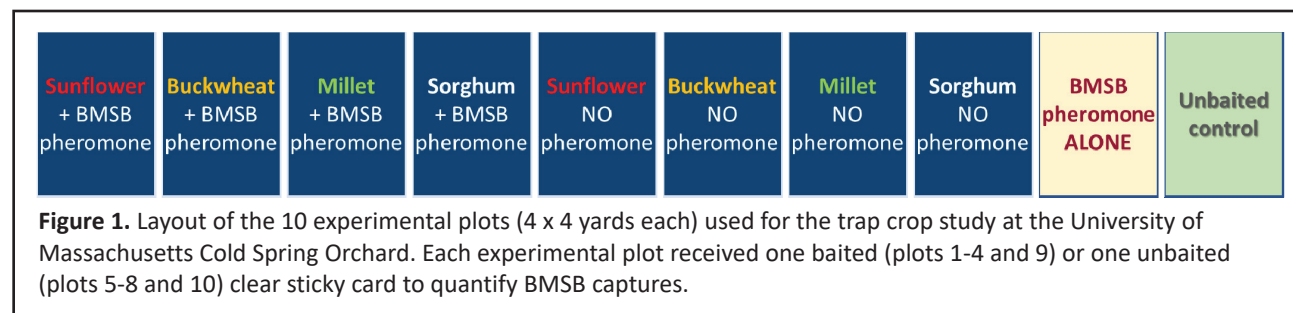 Sunflower
+ BMSB
pheromone
Buckwheat
+ BMSB
pheromone
Millet
+ BMSB
pheromone
Sorghum
+ BMSB
pheromone
Sunflower
NO
pheromone
Buckwheat
NO
pheromone
Millet
NO
pheromone
Sorghum
NO
pheromone
BMSB
pheromone
ALONE
Unbaited
control
Figure 1. Layout of the 10 experimental plots (4 x 4 yards each) used for the trap crop study at the University of
Massachusetts Cold Spring Orchard. Each experimental plot received one baited (plots 1-4 and 9) or one unbaited
(plots 5-8 and 10) clear sticky card to quantify BMSB captures.